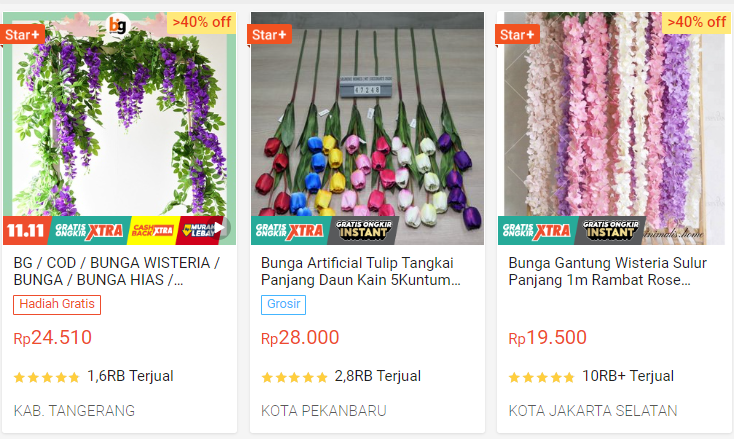 bg
>40% off
Star+
11.11
GRATIS ONGKIR XTRA
CASHBACK XTRA
MURAH LEBAY
BG / COD / BUNGA WISTERIA /
BUNGA / BUNGA HIAS /...
Hadiah Gratis
Rp24.510
1,6RB Terjual
KAB. TANGERANG
Star+
47248
GRATIS ONGKIR XTRA
GRATIS ONGKIR INSTANT
Bunga Artificial Tulip Tangkai
Panjang Daun Kain 5Kuntum...
Grosir
Rp28.000
2,8RB Terjual
KOTA PEKANBARU
>40% off
Star+
GRATIS ONGKIR XTRA
GRATIS ONGKIR INSTANT
Bunga Gantung Wisteria Sulur
Panjang 1m Rambat Rose...
Rp19.500
10RB+ Terjual
KOTA JAKARTA SELATAN